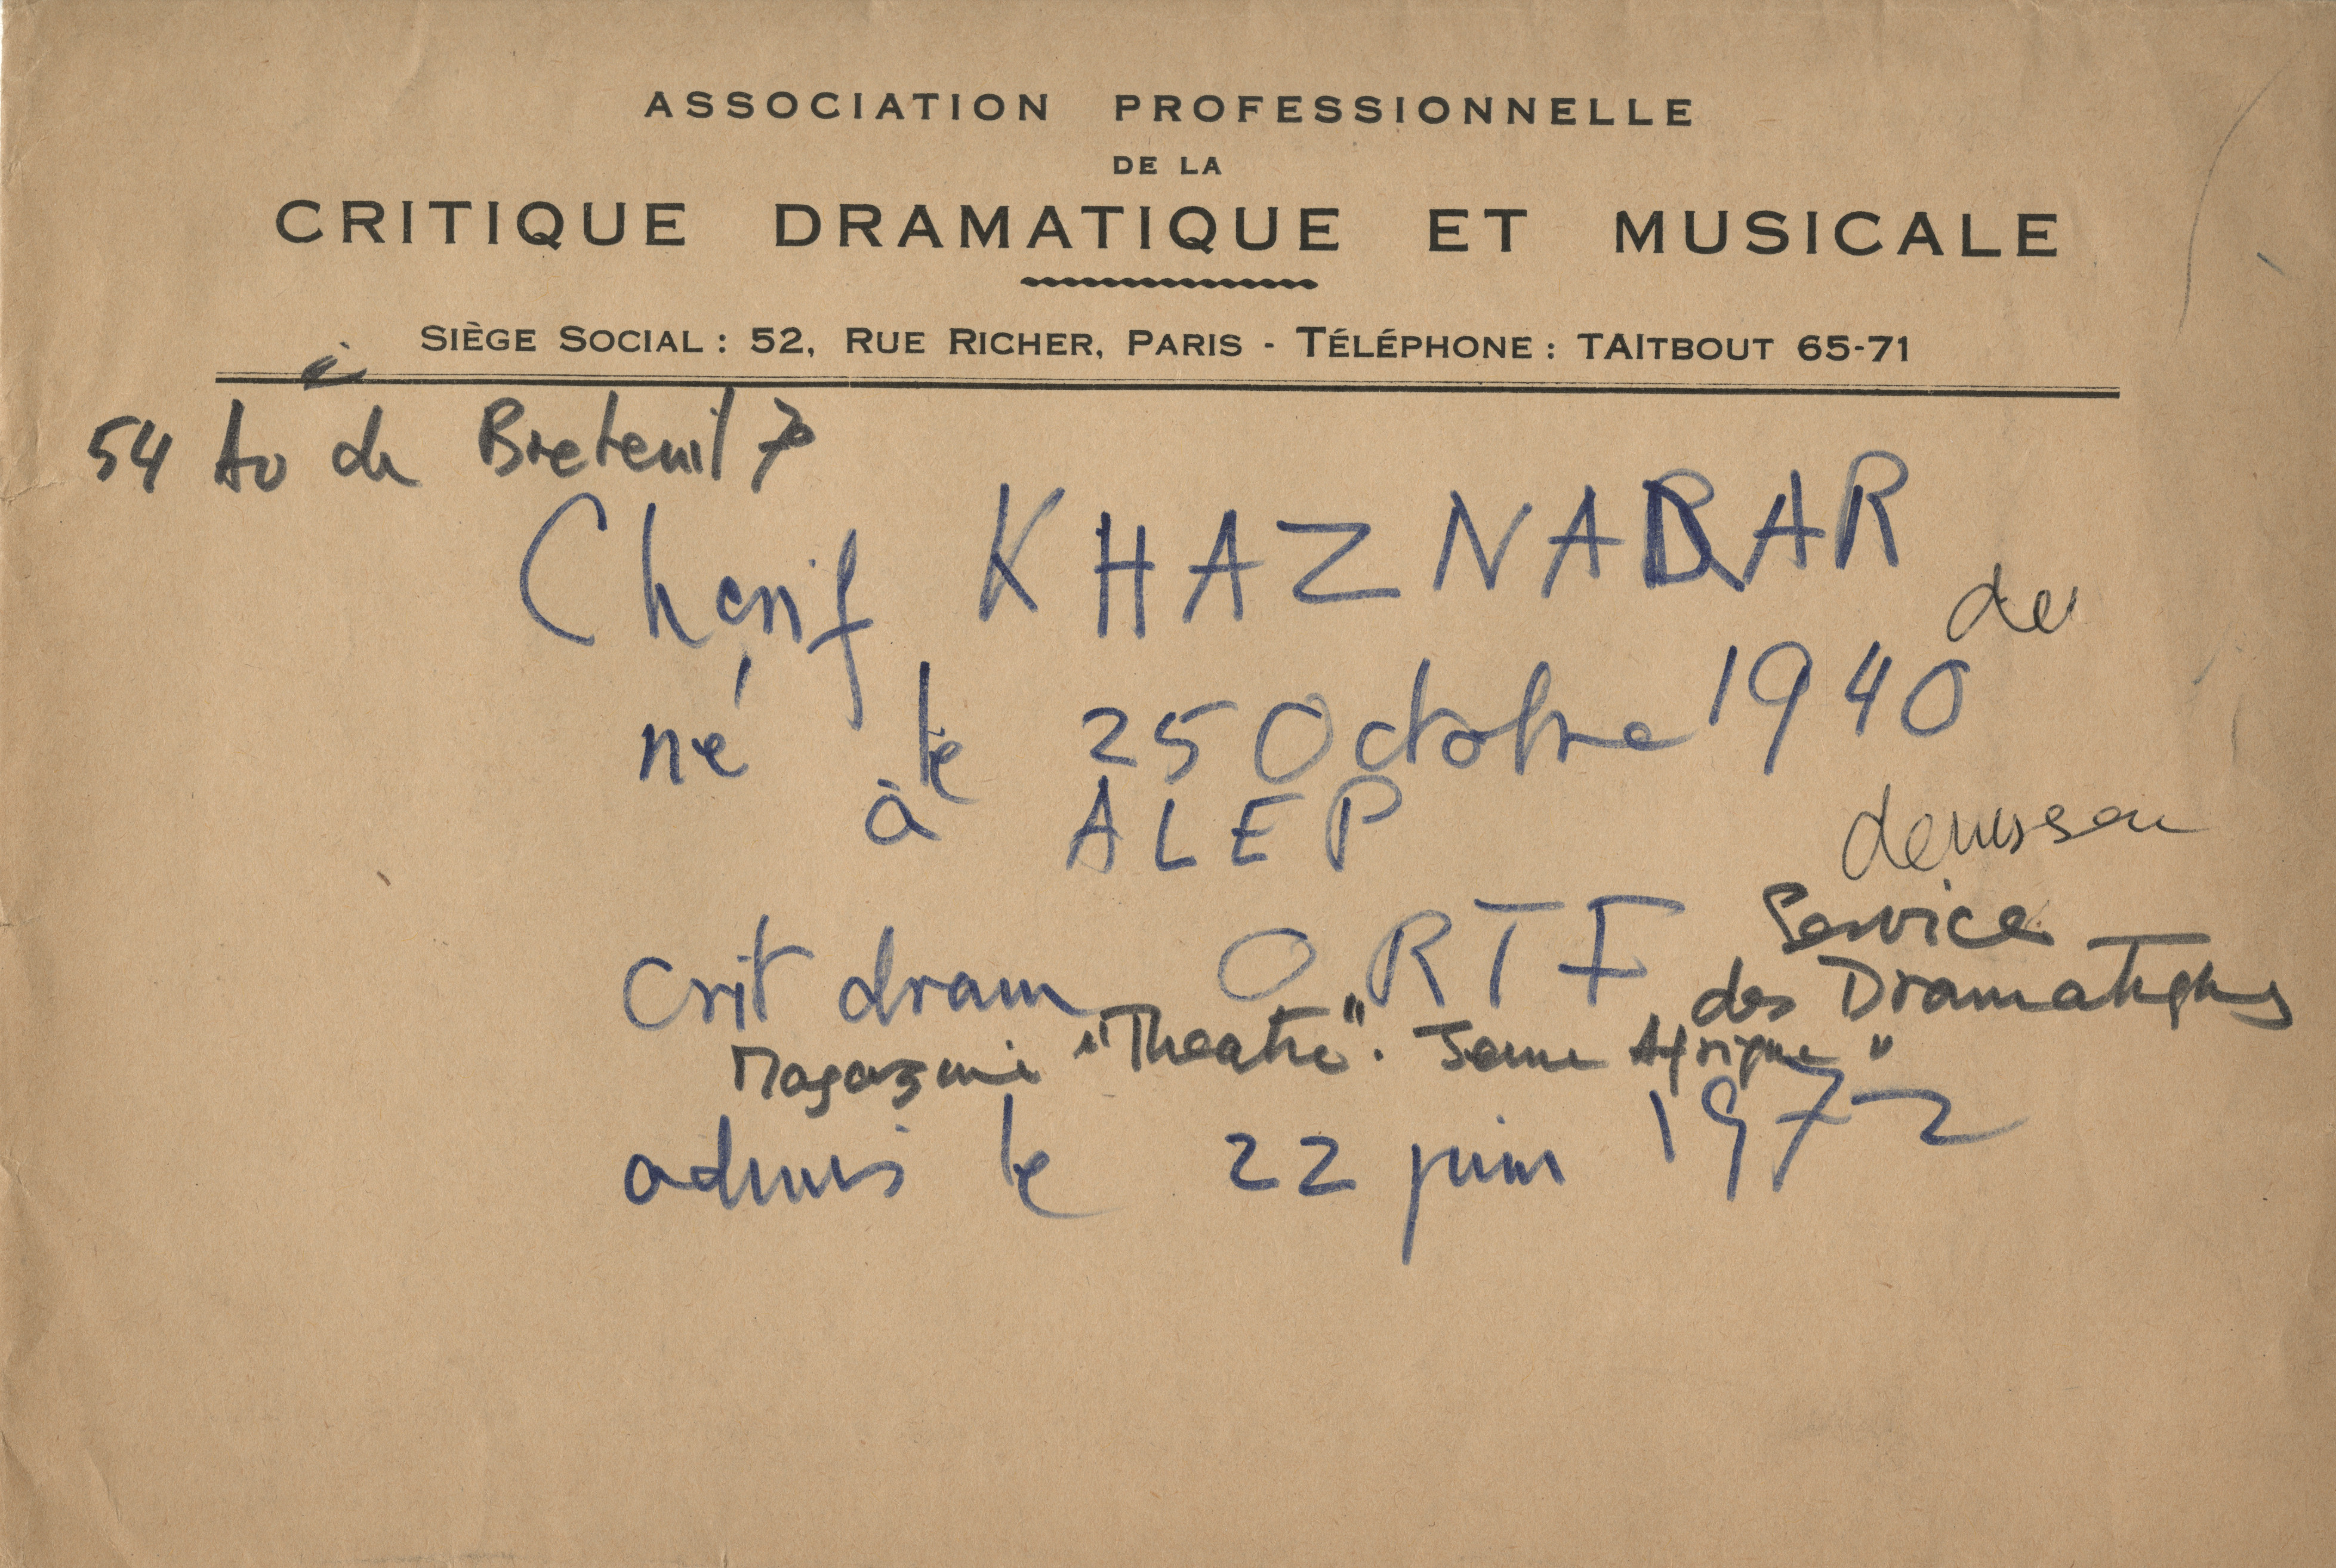 ASSOCIATION PROFESSIONNELLE
DE LA
CRITIQUE DRAMATIQUE ET MUSICALE
SIÈGE SOCIAL : 52, RUE RICHER, PARIS - TÉLÉPHONE : TAITBOUT 65-71
54 Av de Breteuil 7e
Cherif KHAZNADAR
né le 25 Octobre 1940
à ALEP
Crit dram ORTF Service
des Dramatiques
Magazine "Theatre". Jeune Afrique"
admis le 22 juin 1972